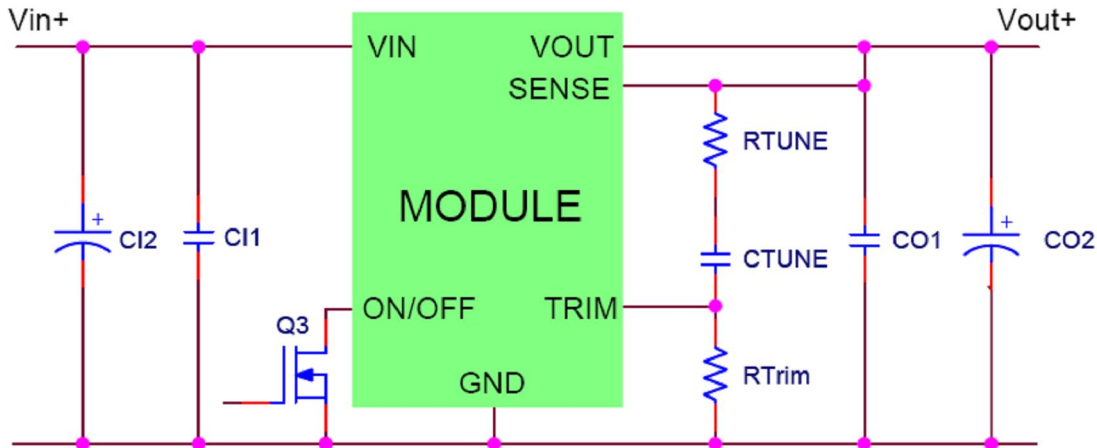 Vin+
Vout+
VIN
VOUT
SENSE
RTUNE
MODULE
+
CI2
CI1
CTUNE
CO1
+
CO2
ON/OFF
TRIM
Q3
GND
RTrim